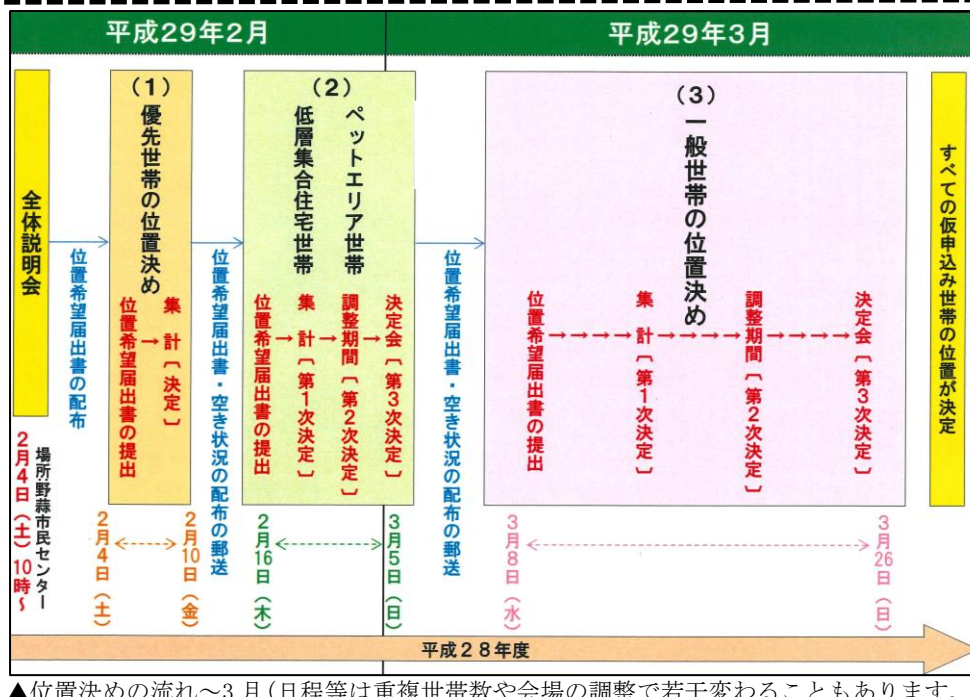 平成29年2月
平成29年3月
全体説明会
2月4日(土)10時~
場所野蒜市民センター
位置希望届出書の配布
(1)
優先世帯の位置決め
位置希望届出書の提出
→
集計〔決定〕
2月4日(土)
2月10日(金)
位置希望届出書・空き状況の配布の郵送
(2)
ペットエリア世帯
低層集合住宅世帯
位置希望届出書の提出
→
集計〔第1次決定〕
→
調整期間〔第2次決定〕
→
決定会〔第3次決定〕
2月16日(木)
3月5日(日)
位置希望届出書・空き状況の配布の郵送
(3)
一般世帯の位置決め
位置希望届出書の提出
→→→→→
集計〔第1次決定〕
→→→→→
調整期間〔第2次決定〕
→→→→→
決定会〔第3次決定〕
3月8日(水)
3月26日(日)
すべての仮申込み世帯の位置が決定
平成28年度
▲位置決めの流れ~3月(日程等は重複世帯数や会場の調整で若干変わることもあります。